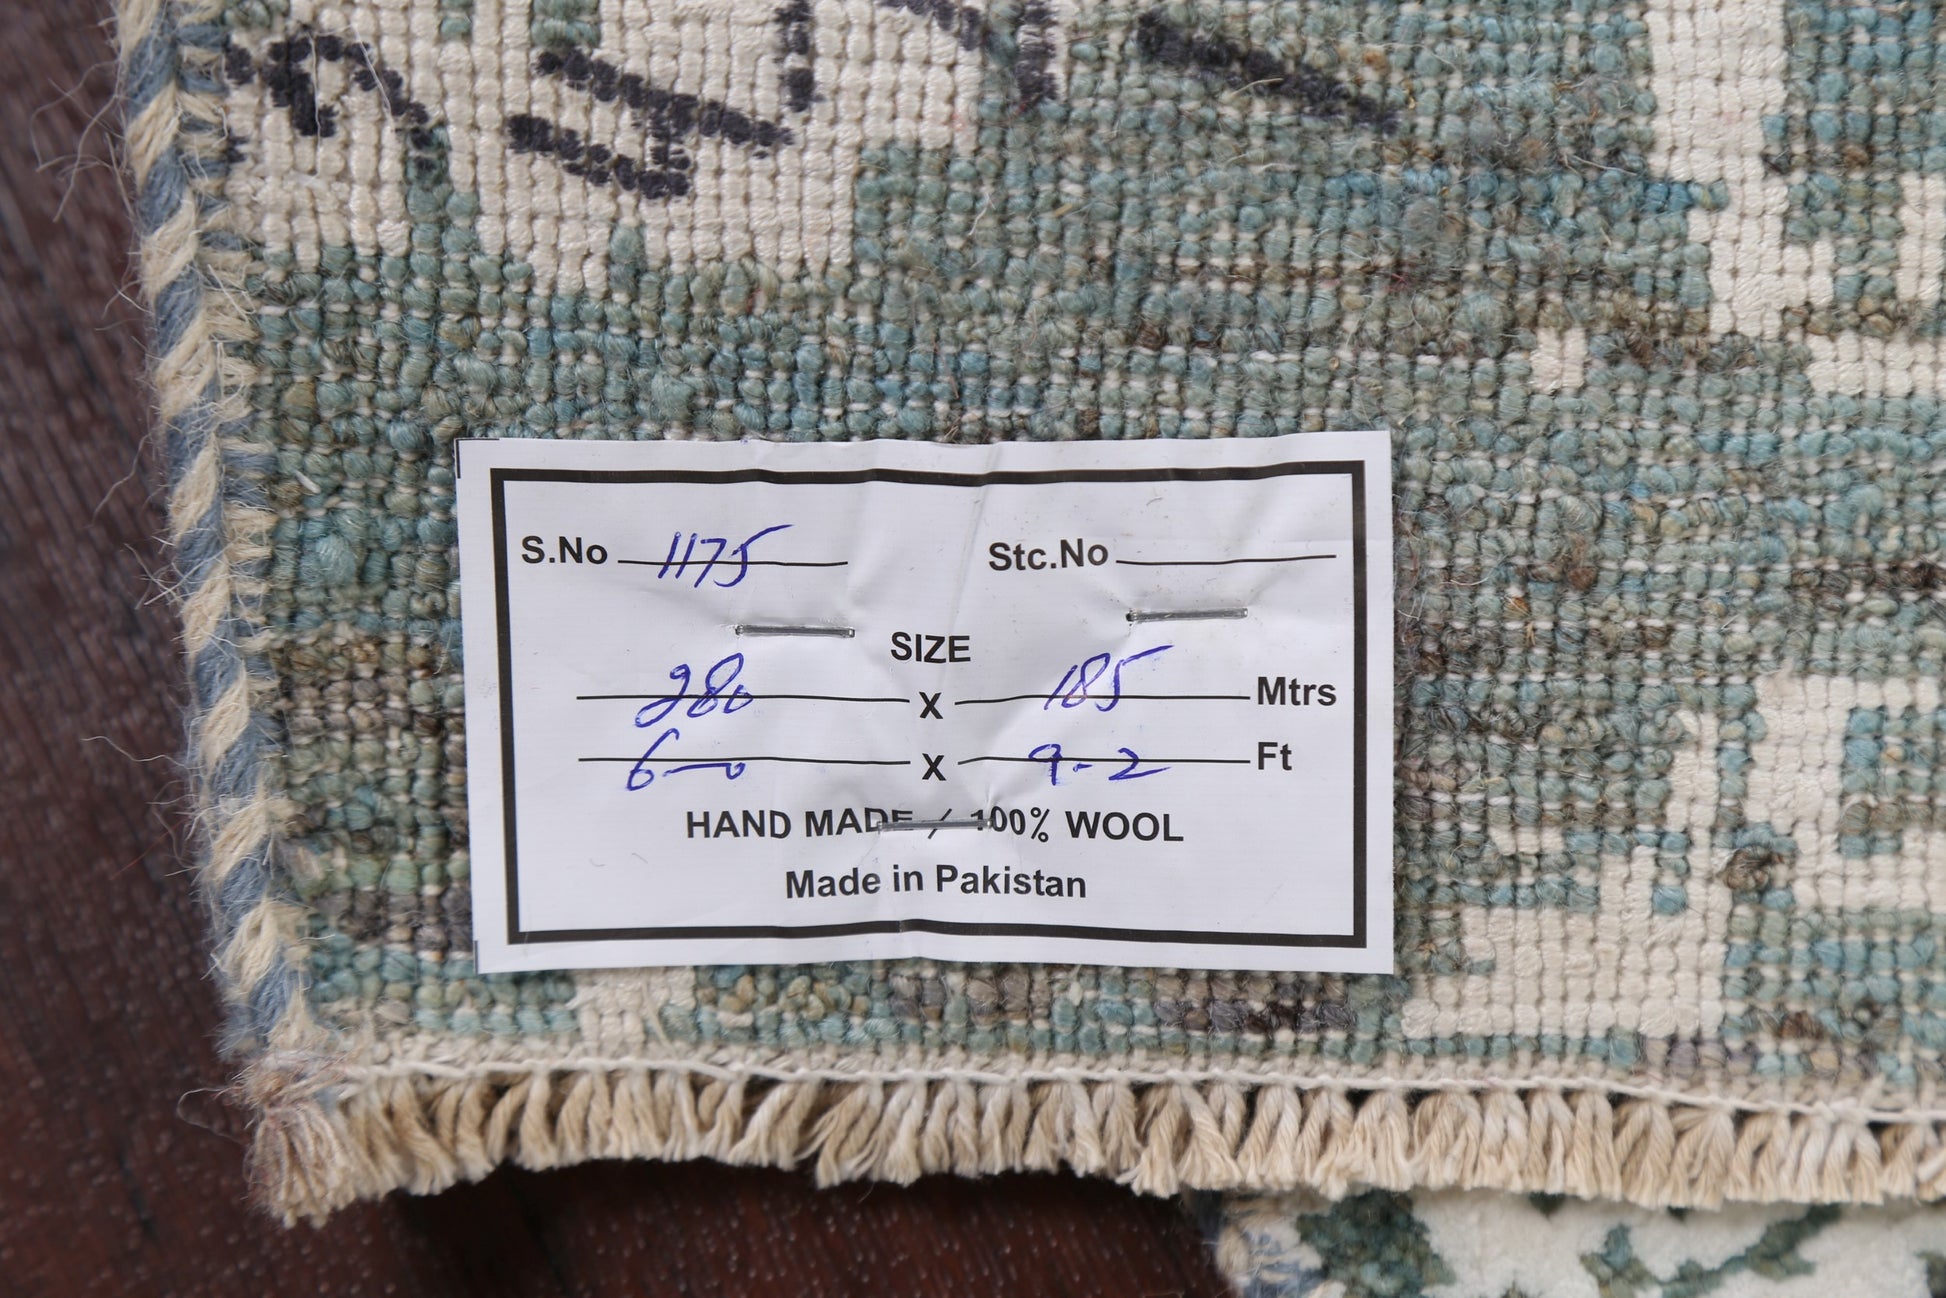 S.No 1175 Stc.No
SIZE
280 X 185 Mtrs
6-0 X 9-2 Ft
HAND MADE / 100% WOOL
Made in Pakistan